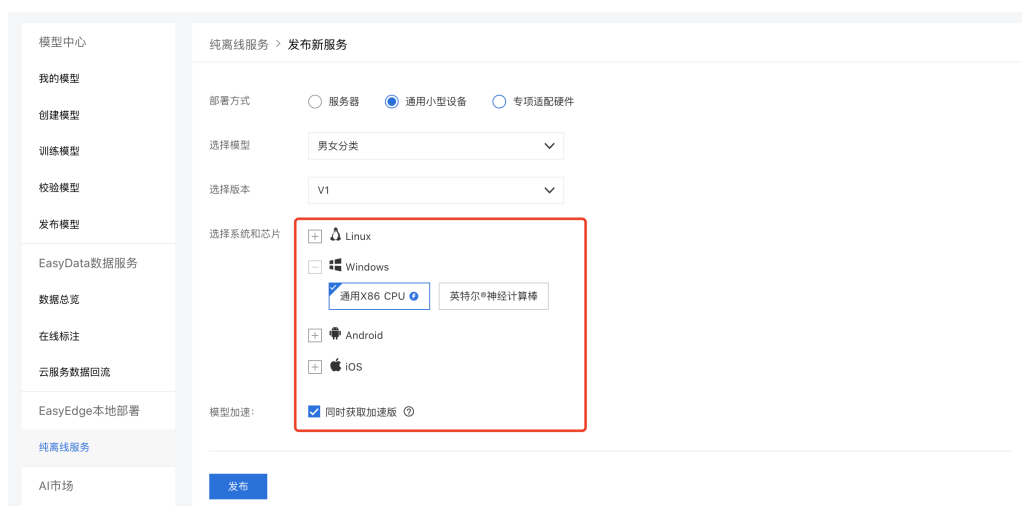 模型中心
我的模型
创建模型
训练模型
校验模型
发布模型
EasyData数据服务
数据总览
在线标注
云服务数据回流
EasyEdge本地部署
纯离线服务
AI市场
纯离线服务 > 发布新服务
部署方式 服务器 通用小型设备 专项适配硬件
选择模型 男女分类
选择版本 V1
选择系统和芯片 Linux
Windows
通用X86 CPU 英特尔®神经计算棒
Android
iOS
模型加速: 同时获取加速版 ?
发布